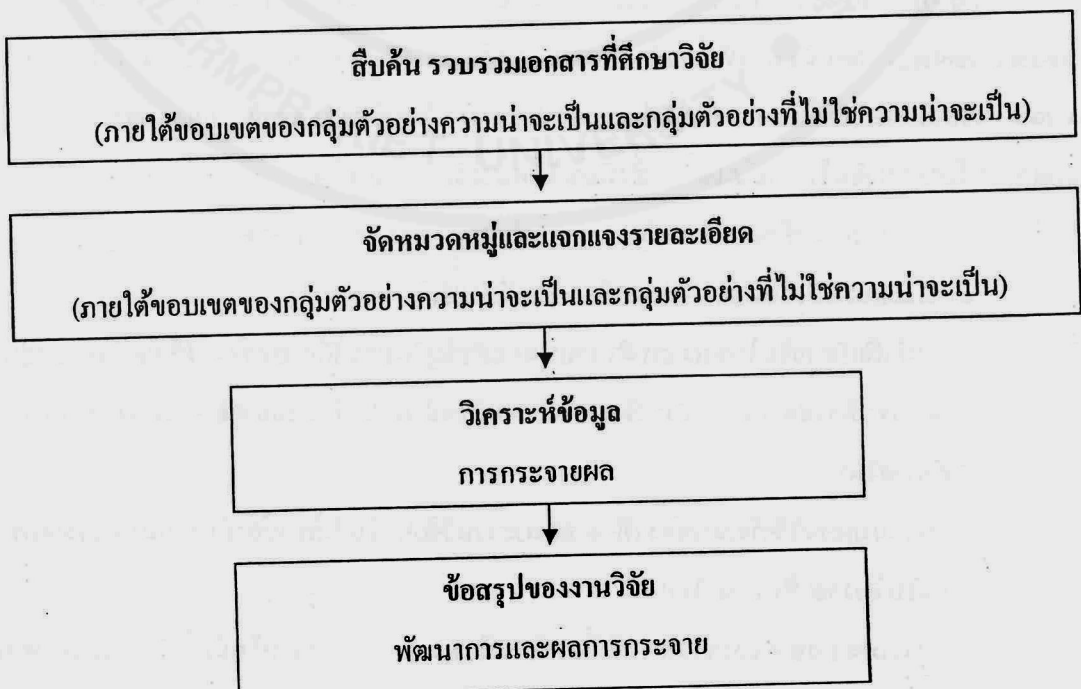 สืบค้น รวบรวมเอกสารที่ศึกษาวิจัย
(ภายใต้ขอบเขตของกลุ่มตัวอย่างความน่าจะเป็นและกลุ่มตัวอย่างที่ไม่ใช่ความน่าจะเป็น)
จัดหมวดหมู่และแจกแจงรายละเอียด
(ภายใต้ขอบเขตของกลุ่มตัวอย่างความน่าจะเป็นและกลุ่มตัวอย่างที่ไม่ใช่ความน่าจะเป็น)
วิเคราะห์ข้อมูล
การกระจายผล
ข้อสรุปของงานวิจัย
พัฒนาการและผลการกระจาย